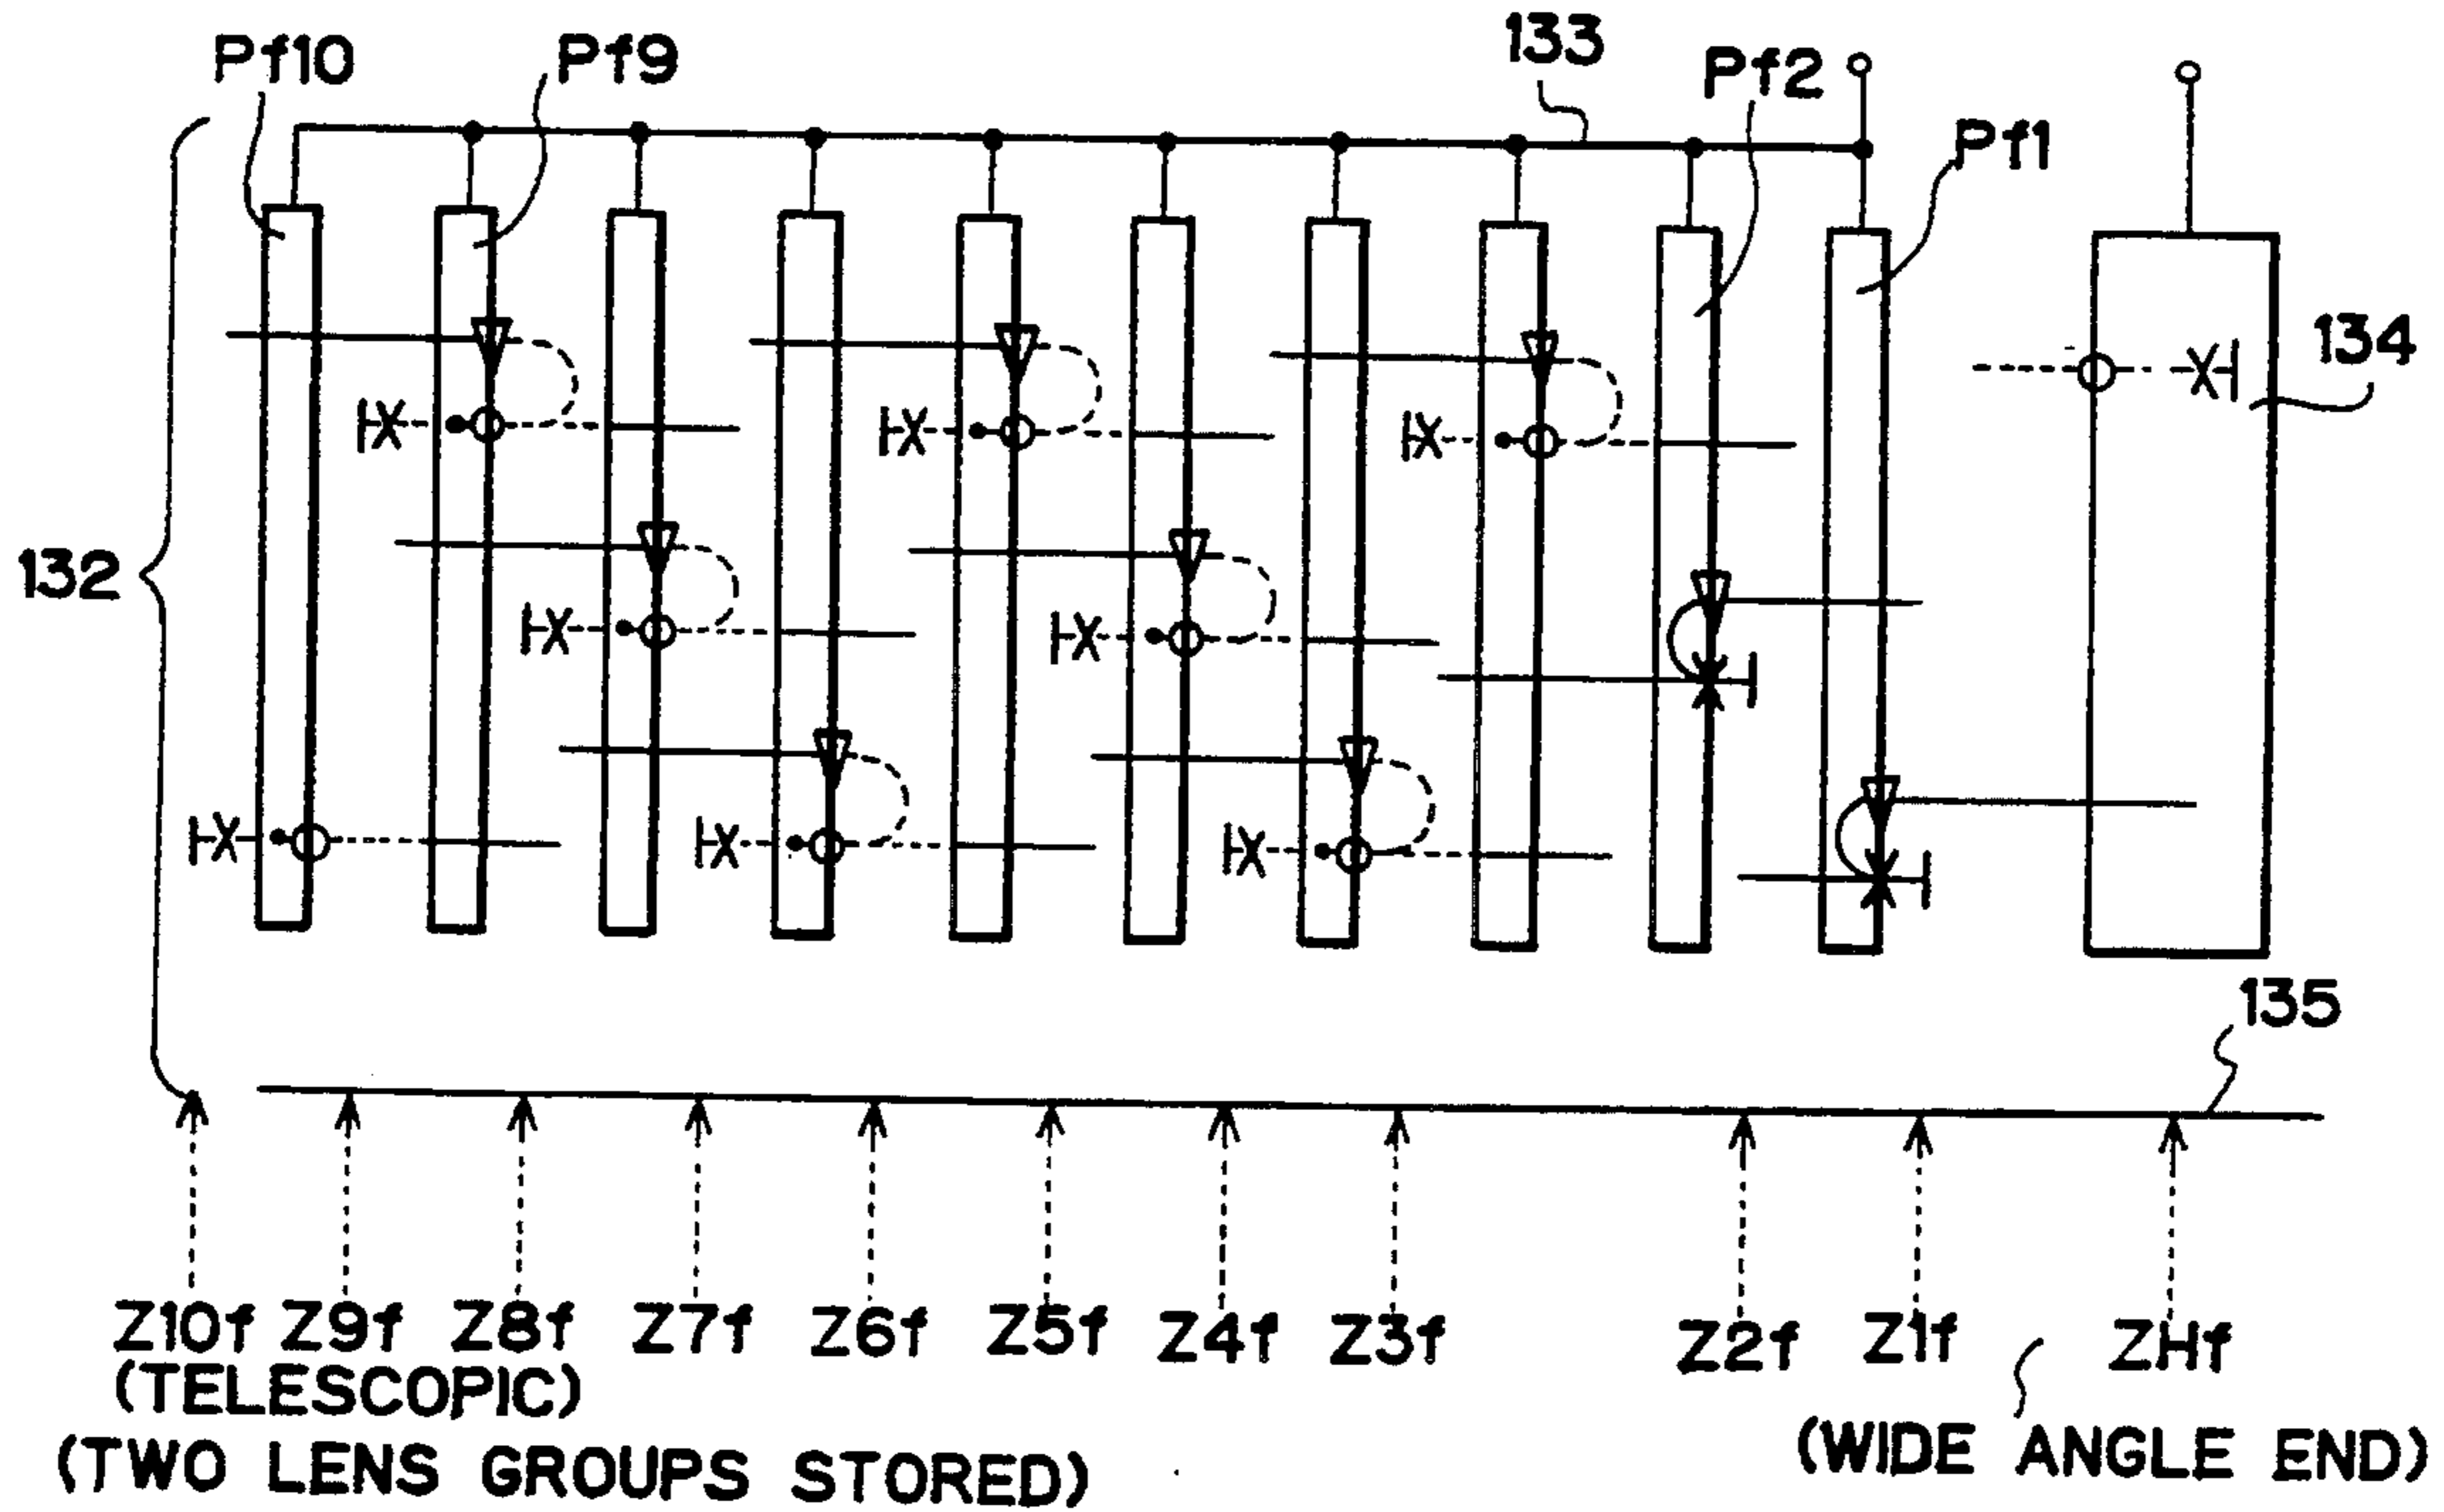 Pf10
Pf9
133
Pf2
Pf1
134
132
135
Z10f Z9f Z8f Z7f Z6f Z5f Z4f Z3f Z2f Z1f ZHf
(TELESCOPIC)
(TWO LENS GROUPS STORED)
(WIDE ANGLE END)